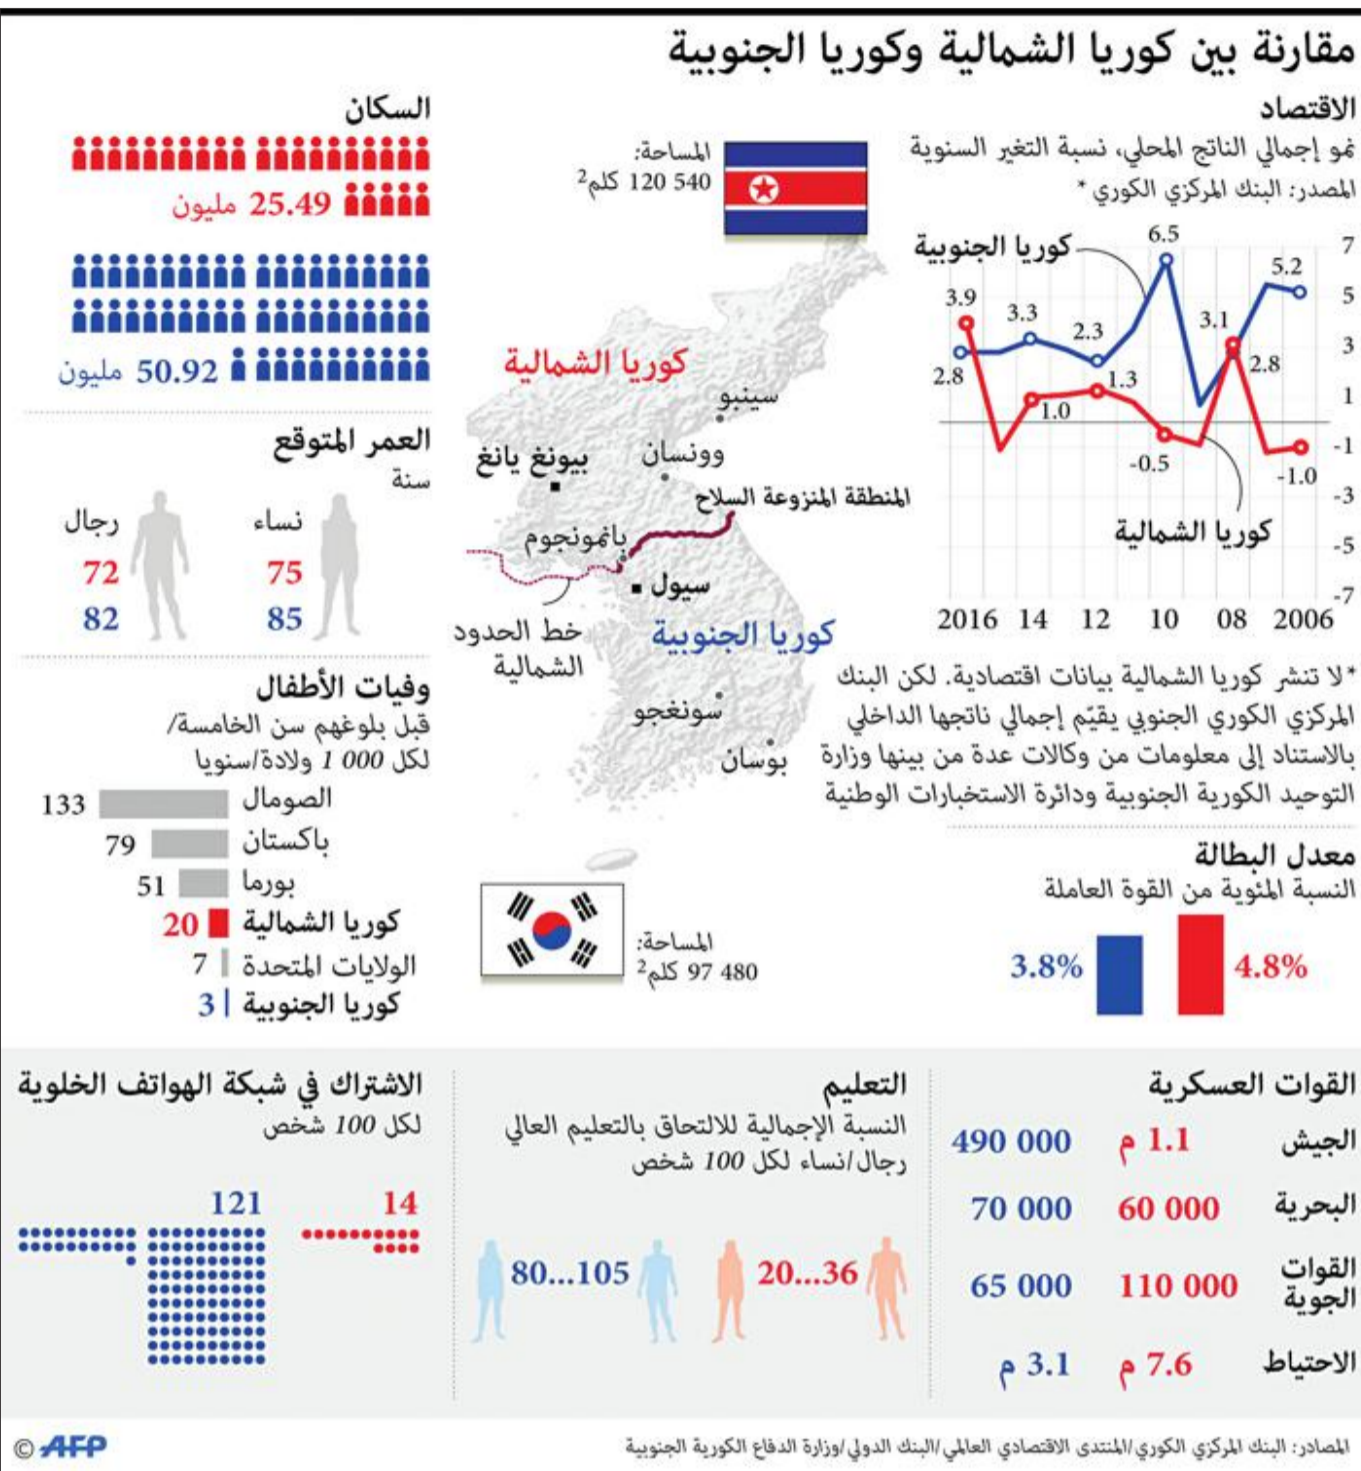 مقارنة بين كوريا الشمالية وكوريا الجنوبية
الاقتصاد
نمو إجمالي الناتج المحلي، نسبة التغير السنوية
المصدر: البنك المركزي الكوري *
كوريا الجنوبية
6.5
5.2
3.9
3.3
2.3
3.1
2.8
2.8
1.3
1.0
-0.5
-1.0
كوريا الشمالية
7
5
3
1
-1
-3
-5
-7
2016 14 12 10 08 2006
*لا تنشر كوريا الشمالية بيانات اقتصادية. لكن البنك
المركزي الكوري الجنوبي يقيّم إجمالي ناتجها الداخلي
بالاستناد إلى معلومات من وكالات عدة من بينها وزارة
التوحيد الكورية الجنوبية ودائرة الاستخبارات الوطنية
معدل البطالة
النسبة المئوية من القوة العاملة
4.8%
3.8%
المساحة:
120 540 كلم2
كوريا الشمالية
سينبو
وونسان
بيونغ يانغ
المنطقة المنزوعة السلاح
بانمونجوم
سيول
خط الحدود
الشمالية
كوريا الجنوبية
سونغجو
بوسان
المساحة:
97 480 كلم2
السكان
25.49 مليون
50.92 مليون
العمر المتوقع
سنة
نساء
75
85
رجال
72
82
وفيات الأطفال
قبل بلوغهم سن الخامسة/
لكل 000 1 ولادة/سنويا
الصومال 133
باكستان 79
بورما 51
كوريا الشمالية 20
الولايات المتحدة 7
كوريا الجنوبية 3
القوات العسكرية
الجيش 1.1 م 490 000
البحرية 60 000 70 000
القوات
الجوية 110 000 65 000
الاحتياط 7.6 م 3.1 م
التعليم
النسبة الإجمالية للالتحاق بالتعليم العالي
رجال/نساء لكل 100 شخص
20...36
80...105
الاشتراك في شبكة الهواتف الخلوية
لكل 100 شخص
14
121
المصادر: البنك المركزي الكوري/المنتدى الاقتصادي العالمي/البنك الدولي/وزارة الدفاع الكورية الجنوبية
© AFP